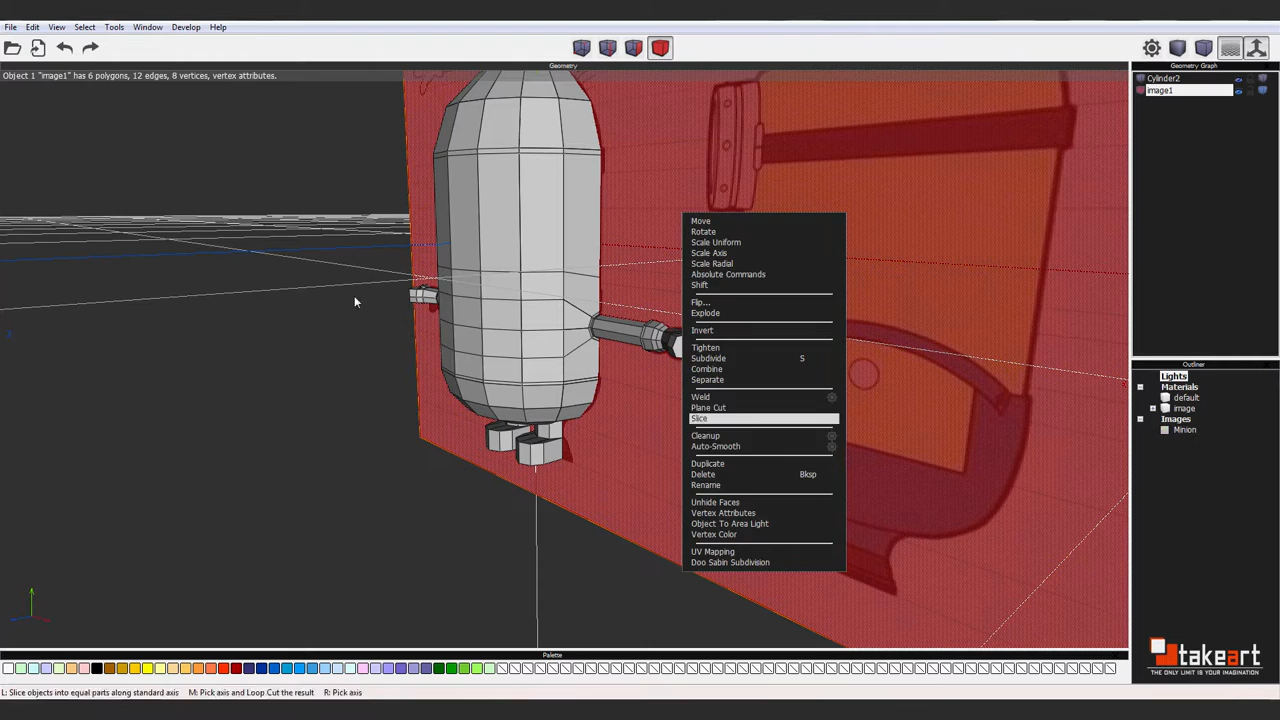 File Edit View Select Tools Window Develop Help
Geometry
Geometry Graph
Object 1 "image1" has 6 polygons, 12 edges, 8 vertices, vertex attributes.
Cylinder2
image1
Move
Rotate
Scale Uniform
Scale Axis
Scale Radial
Absolute Commands
Shift
Flip...
Explode
Invert
Tighten
Subdivide S
Combine
Separate
Weld
Plane Cut
Slice
Cleanup
Auto-Smooth
Duplicate
Delete Bksp
Rename
Unhide Faces
Vertex Attributes
Object To Area Light
Vertex Color
UV Mapping
Doo Sabin Subdivision
Outliner
Lights
Materials
default
image
Images
Minion
Palette
takeart
THE ONLY LIMIT IS YOUR IMAGINATION
L: Slice objects into equal parts along standard axis M: Pick axis and Loop Cut the result R: Pick axis